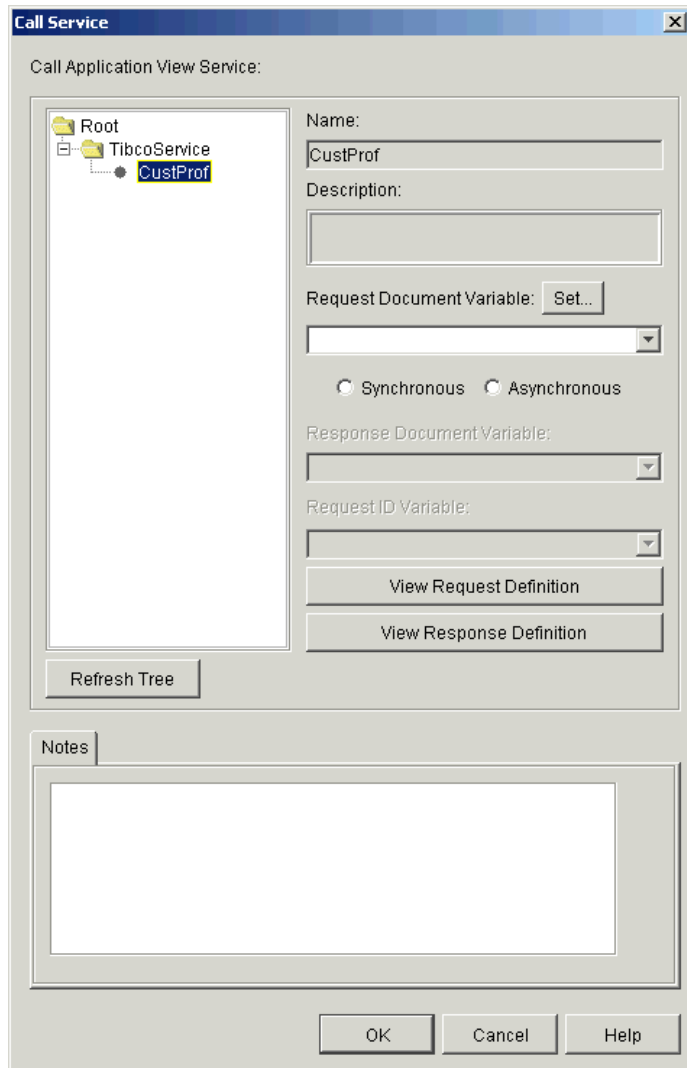 Call Service
Call Application View Service:
Root
TibcoService
CustProf
Name:
CustProf
Description:
Request Document Variable: Set...
Synchronous Asynchronous
Response Document Variable:
Request ID Variable:
View Request Definition
View Response Definition
Refresh Tree
Notes
OK Cancel Help